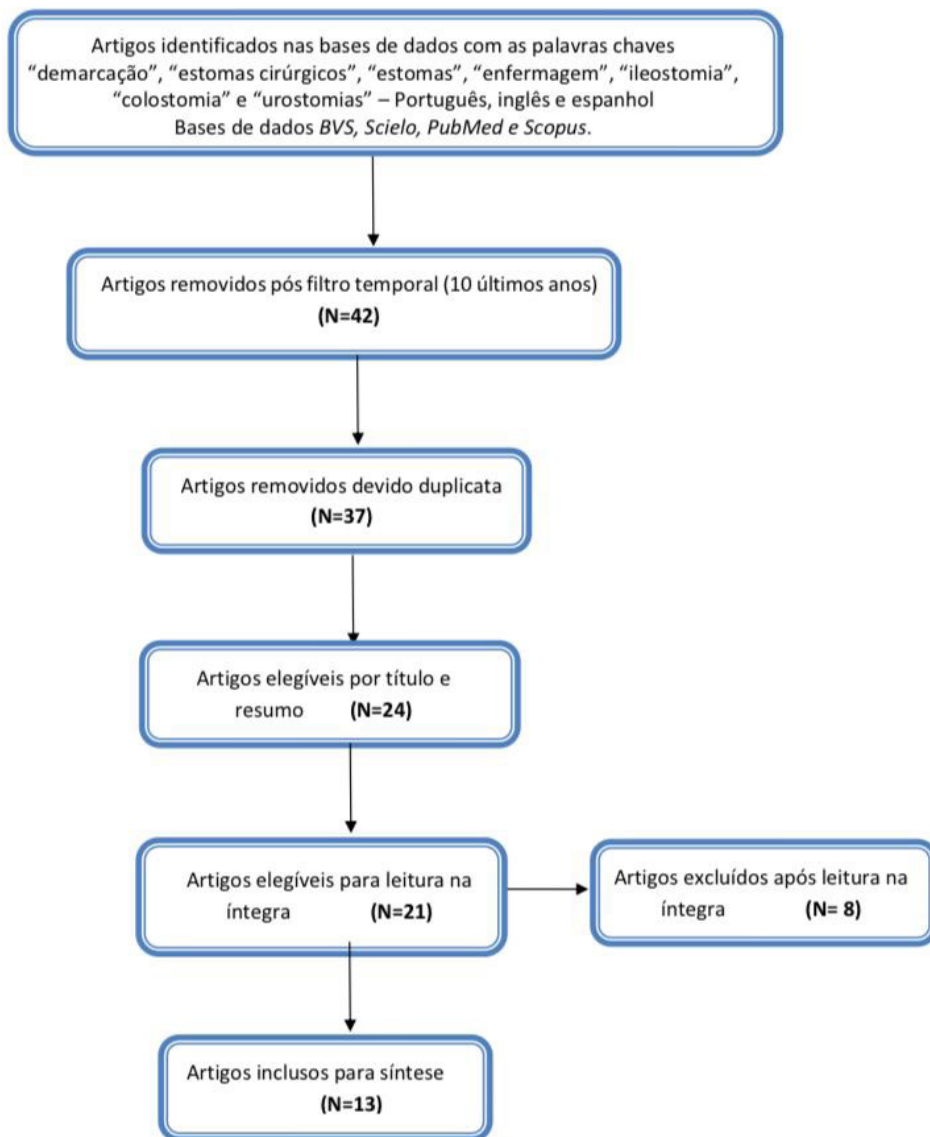 Artigos identificados nas bases de dados com as palavras chaves
“demarcação”, “estomas cirúrgicos”, “estomas”, “enfermagem”, “ileostomia”,
“colostomia” e “urostomias” – Português, inglês e espanhol
Bases de dados BVS, Scielo, PubMed e Scopus.
Artigos removidos pós filtro temporal (10 últimos anos)
(N=42)
Artigos removidos devido duplicata
(N=37)
Artigos elegíveis por título e
resumo (N=24)
Artigos elegíveis para leitura na
íntegra (N=21)
Artigos excluídos após leitura na
íntegra (N= 8)
Artigos inclusos para síntese
(N=13)